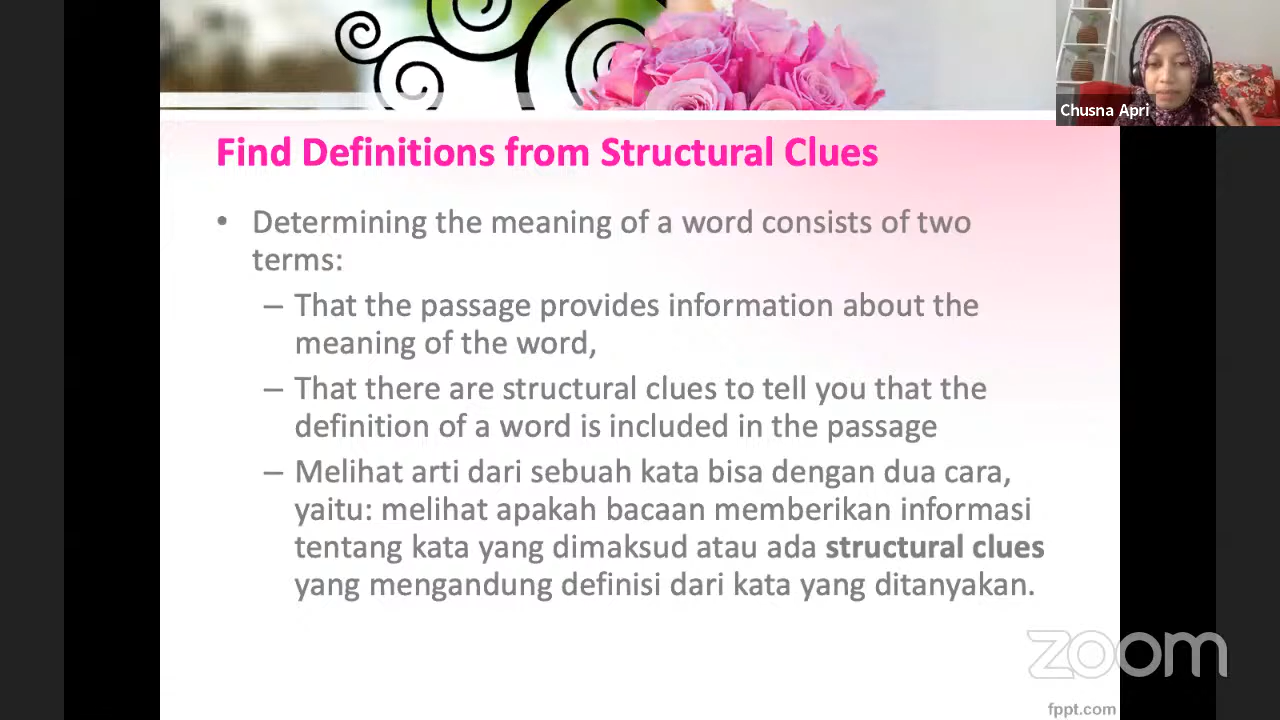 Chusna Apri
Find Definitions from Structural Clues
• Determining the meaning of a word consists of two
terms:
– That the passage provides information about the
meaning of the word,
– That there are structural clues to tell you that the
definition of a word is included in the passage
– Melihat arti dari sebuah kata bisa dengan dua cara,
yaitu: melihat apakah bacaan memberikan informasi
tentang kata yang dimaksud atau ada structural clues
yang mengandung definisi dari kata yang ditanyakan.
zoom
fppt.com